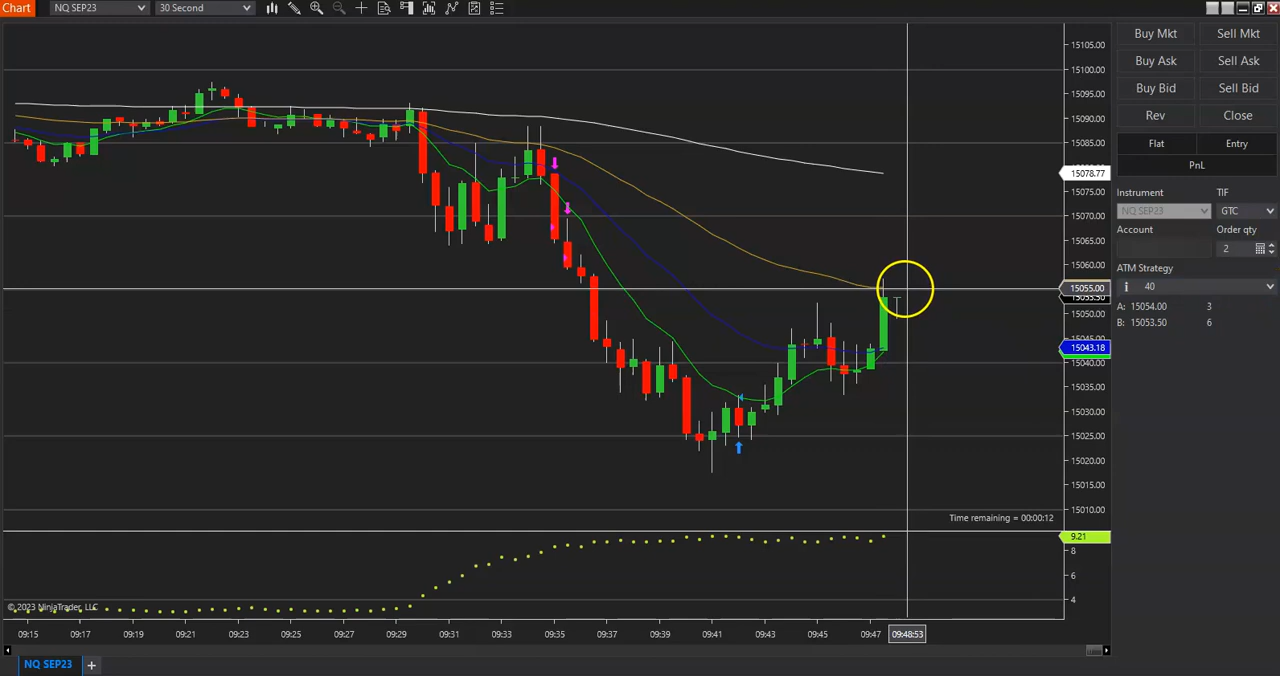 Chart
NQ SEP23
30 Second
15105.00
15100.00
15095.00
15090.00
15085.00
15078.77
15075.00
15070.00
15065.00
15060.00
15055.00
15053.50
15050.00
15043.18
15040.00
15035.00
15030.00
15025.00
15020.00
15015.00
15010.00
Time remaining = 00:00:12
9.21
8
6
4
© 2023 NinjaTrader, LLC
09:15
09:17
09:19
09:21
09:23
09:25
09:27
09:29
09:31
09:33
09:35
09:37
09:39
09:41
09:43
09:45
09:47
09:48:53
NQ SEP23
+
Buy Mkt
Sell Mkt
Buy Ask
Sell Ask
Buy Bid
Sell Bid
Rev
Close
Flat
Entry
PnL
Instrument
TIF
NQ SEP23
GTC
Account
Order qty
2
ATM Strategy
i 40
A: 15054.00 3
B: 15053.50 6